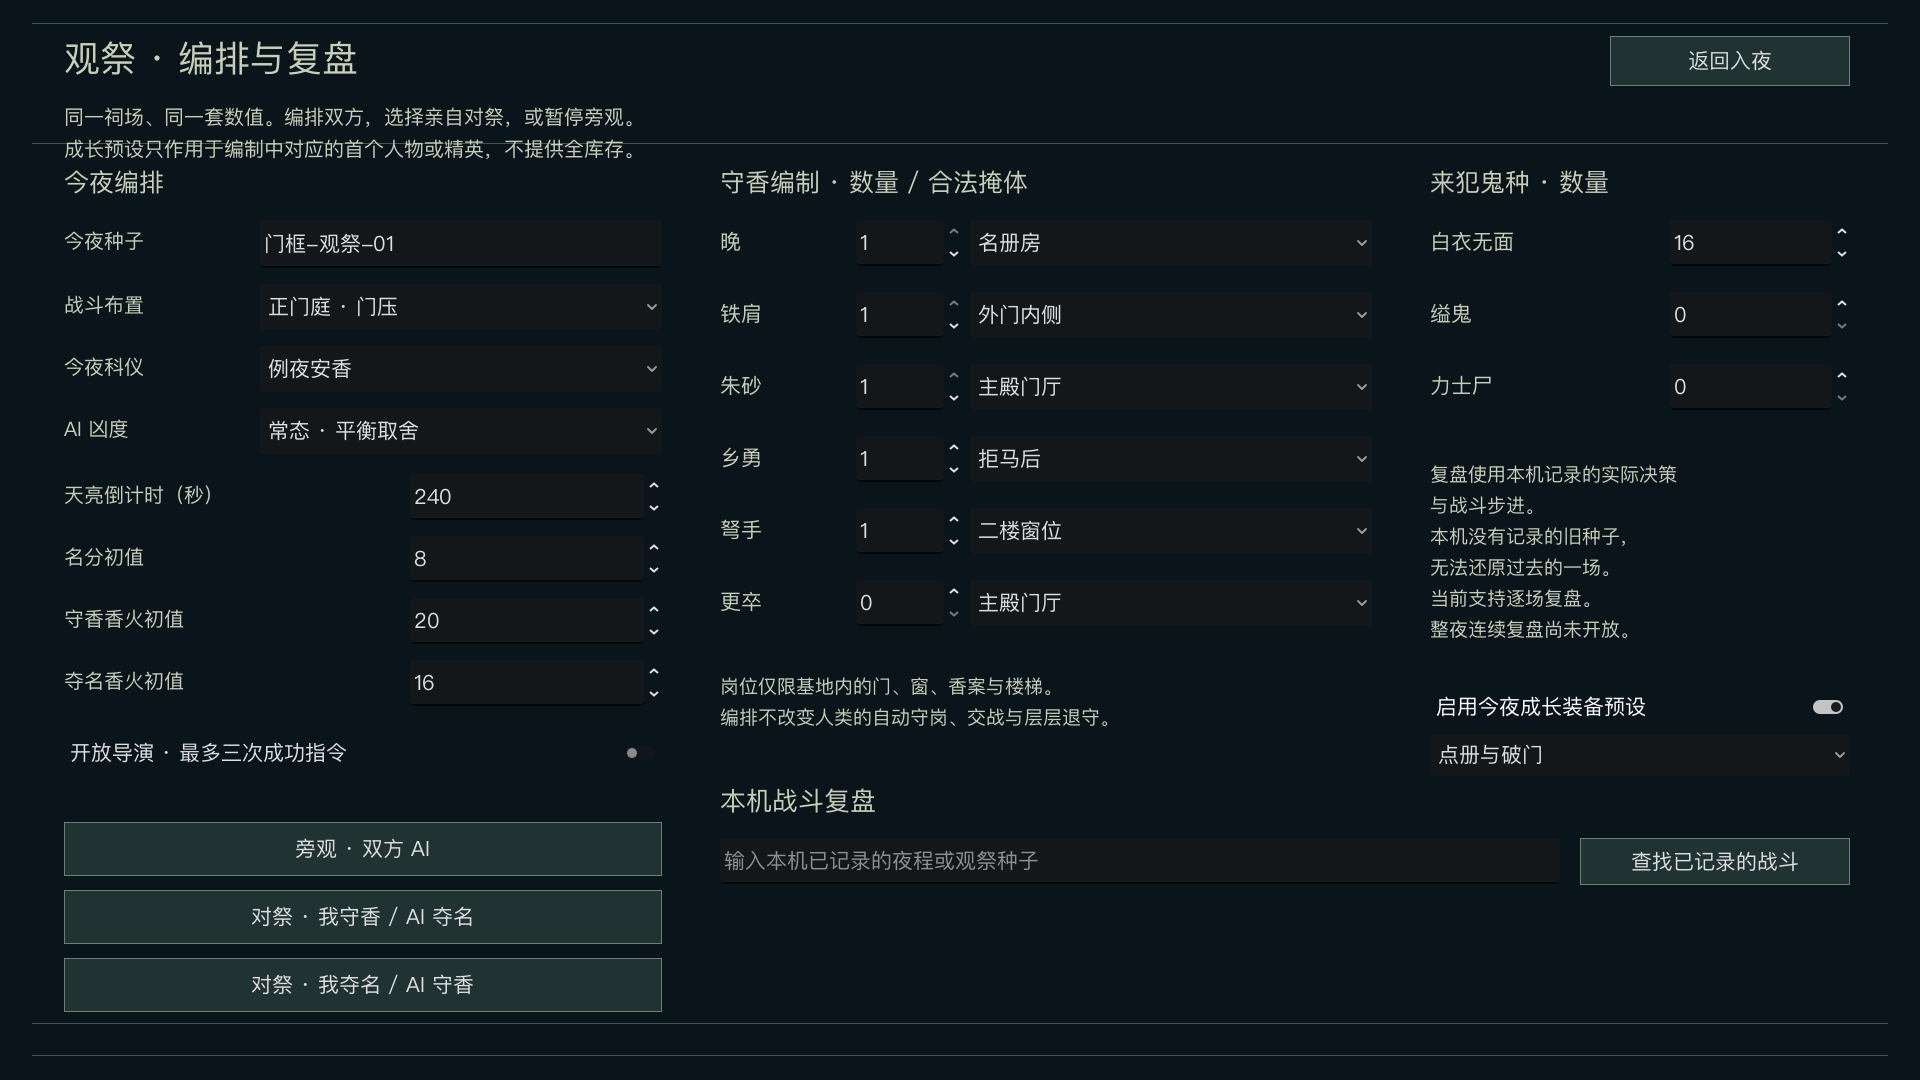 观祭 · 编排与复盘
返回入夜
同一祠场、同一套数值。编排双方，选择亲自对祭，或暂停旁观。
成长预设只作用于编制中对应的首个人物或精英，不提供全库存。
今夜编排
今夜种子
门框–观祭–01
战斗布置
正门庭 · 门压
今夜科仪
例夜安香
AI 凶度
常态 · 平衡取舍
天亮倒计时（秒）
240
名分初值
8
守香香火初值
20
夺名香火初值
16
开放导演 · 最多三次成功指令
旁观 · 双方 AI
对祭 · 我守香 / AI 夺名
对祭 · 我夺名 / AI 守香
守香编制 · 数量 / 合法掩体
晚
1
名册房
铁肩
1
外门内侧
朱砂
1
主殿门厅
乡勇
1
拒马后
弩手
1
二楼窗位
更卒
0
主殿门厅
岗位仅限基地内的门、窗、香案与楼梯。
编排不改变人类的自动守岗、交战与层层退守。
本机战斗复盘
输入本机已记录的夜程或观祭种子
查找已记录的战斗
来犯鬼种 · 数量
白衣无面
16
缢鬼
0
力士尸
0
复盘使用本机记录的实际决策
与战斗步进。
本机没有记录的旧种子，
无法还原过去的一场。
当前支持逐场复盘。
整夜连续复盘尚未开放。
启用今夜成长装备预设
点册与破门